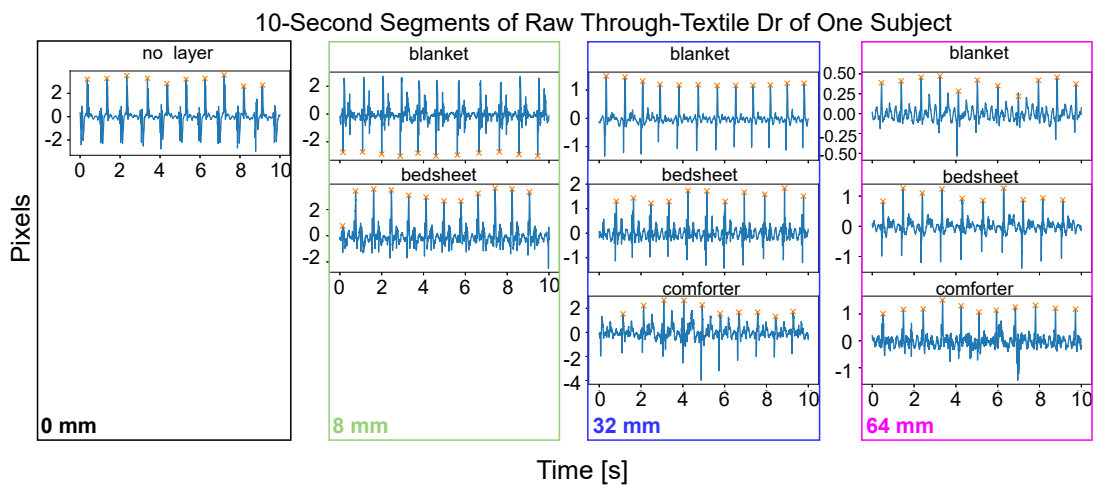 10-Second Segments of Raw Through-Textile Dr of One Subject
Pixels
no layer
2
0
-2
0 2 4 6 8 10
0 mm
blanket
2
0
-2
bedsheet
2
0
-2
0 2 4 6 8 10
8 mm
blanket
1
0
-1
bedsheet
2
1
0
-1
comforter
2
0
-2
-4
0 2 4 6 8 10
32 mm
blanket
0.50
0.25
0.00
-0.25
-0.50
bedsheet
1
0
-1
comforter
1
0
-1
0 2 4 6 8 10
64 mm
Time [s]